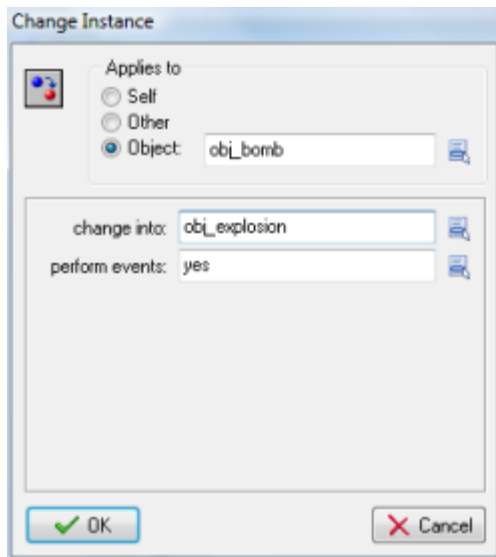 Change Instance
Applies to
Self
Other
Object: obj_bomb
change into: obj_explosion
perform events: yes
OK Cancel